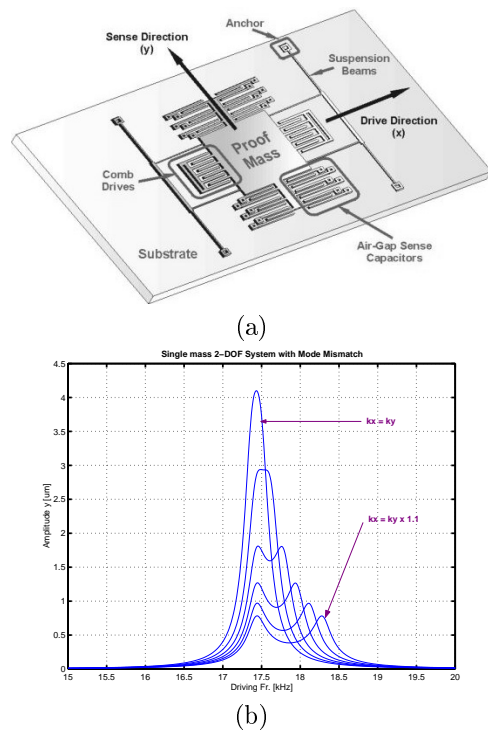 Sense Direction
(y)
Anchor
Suspension
Beams
Drive Direction
(x)
Proof
Mass
Comb
Drives
Air-Gap Sense
Capacitors
Substrate
(a)
Single mass 2-DOF System with Mode Mismatch
4.5
4
3.5
3
2.5
2
1.5
1
0.5
0
Amplitude y [um]
kx = ky
kx = ky x 1.1
15 15.5 16 16.5 17 17.5 18 18.5 19 19.5 20
Driving Fr. [kHz]
(b)